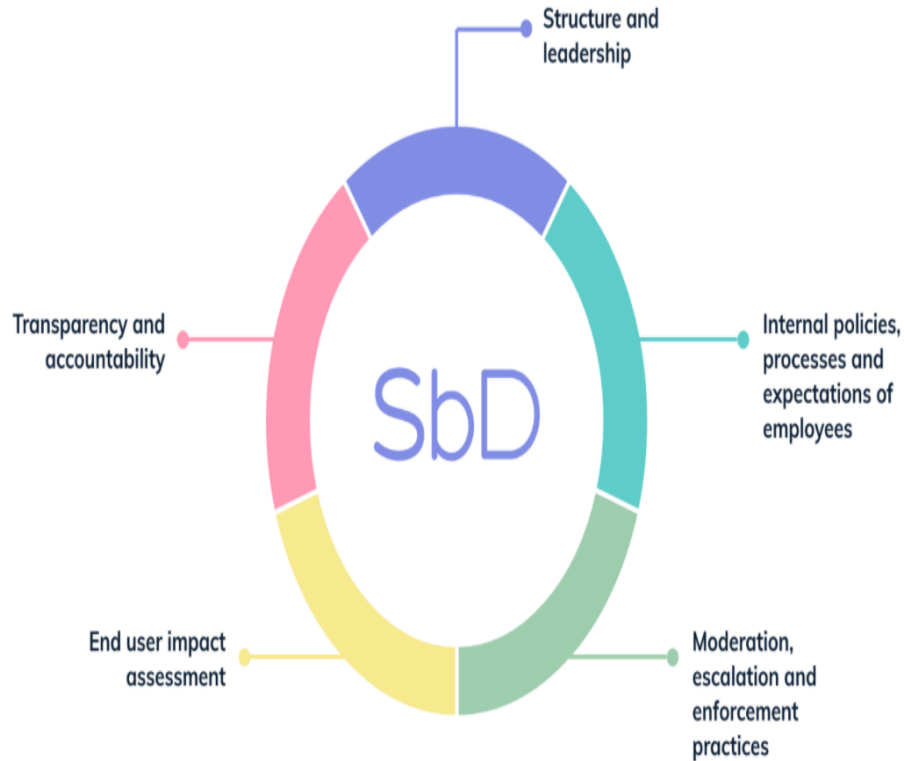 Structure and
leadership
Transparency and
accountability
Internal policies,
processes and
expectations of
employees
SbD
End user impact
assessment
Moderation,
escalation and
enforcement
practices